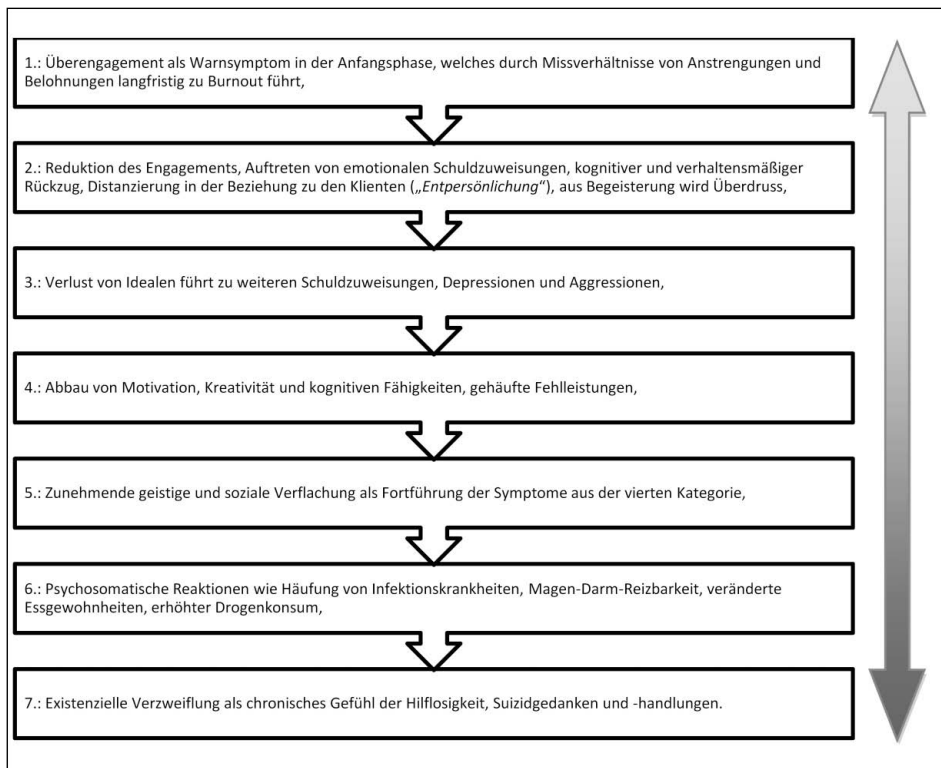 1.: Überengagement als Warnsymptom in der Anfangsphase, welches durch Missverhältnisse von Anstrengungen und
Belohnungen langfristig zu Burnout führt,
2.: Reduktion des Engagements, Auftreten von emotionalen Schuldzuweisungen, kognitiver und verhaltensmäßiger
Rückzug, Distanzierung in der Beziehung zu den Klienten („Entpersönlichung“), aus Begeisterung wird Überdruss,
3.: Verlust von Idealen führt zu weiteren Schuldzuweisungen, Depressionen und Aggressionen,
4.: Abbau von Motivation, Kreativität und kognitiven Fähigkeiten, gehäufte Fehlleistungen,
5.: Zunehmende geistige und soziale Verflachung als Fortführung der Symptome aus der vierten Kategorie,
6.: Psychosomatische Reaktionen wie Häufung von Infektionskrankheiten, Magen-Darm-Reizbarkeit, veränderte
Essgewohnheiten, erhöhter Drogenkonsum,
7.: Existenzielle Verzweiflung als chronisches Gefühl der Hilflosigkeit, Suizidgedanken und -handlungen.